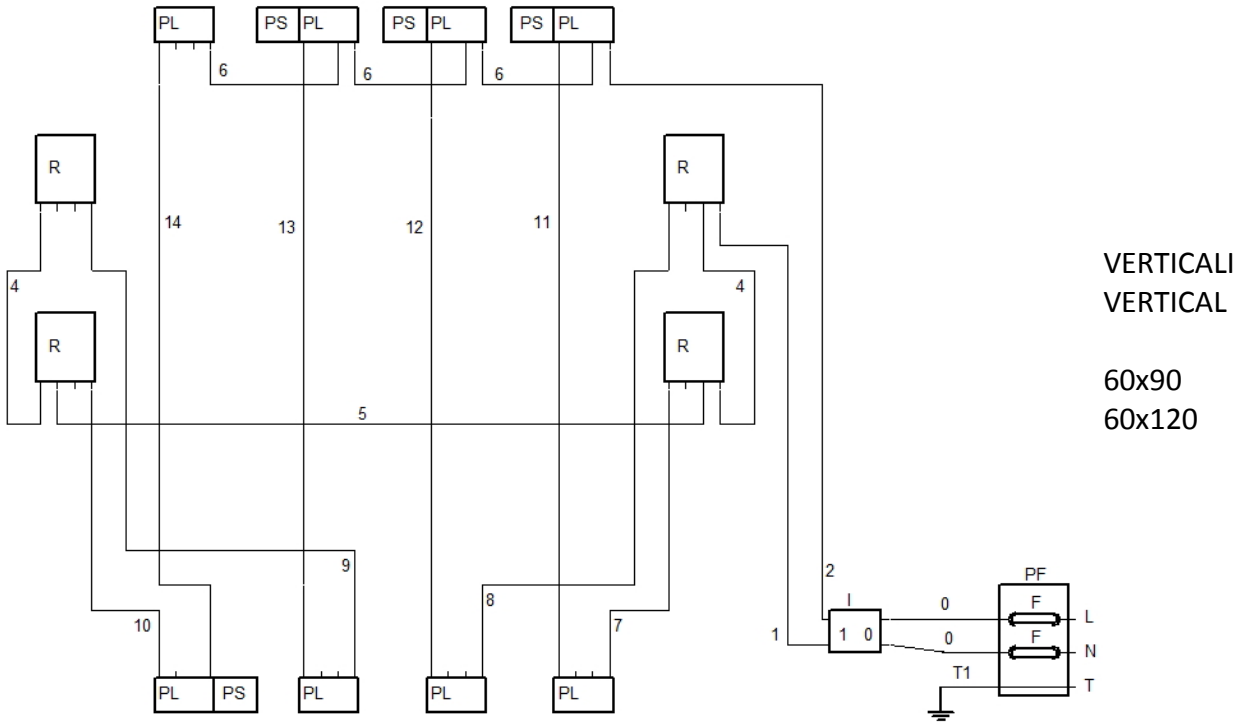 PL PS PL PS PL PS PL
6 6 6
R R
14 13 12 11
4 4
R R
5
9 2
8
10 7 1
I
1 0
0
0
T1
PF
F L
F N
T
PL PS PL PL PL
VERTICALI
VERTICAL
60x90
60x120